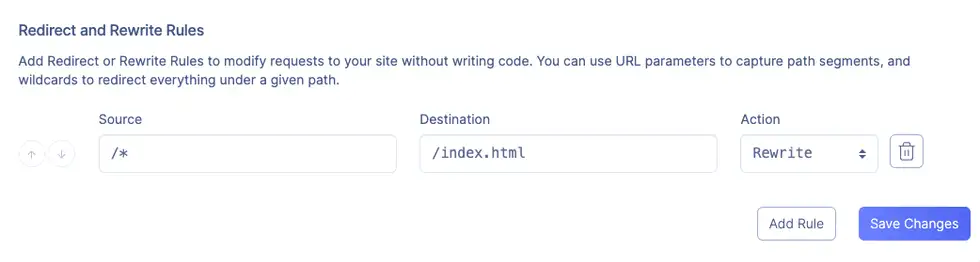 Redirect and Rewrite Rules
Add Redirect or Rewrite Rules to modify requests to your site without writing code. You can use URL parameters to capture path segments, and
wildcards to redirect everything under a given path.
Source Destination Action
/* /index.html Rewrite
Add Rule Save Changes